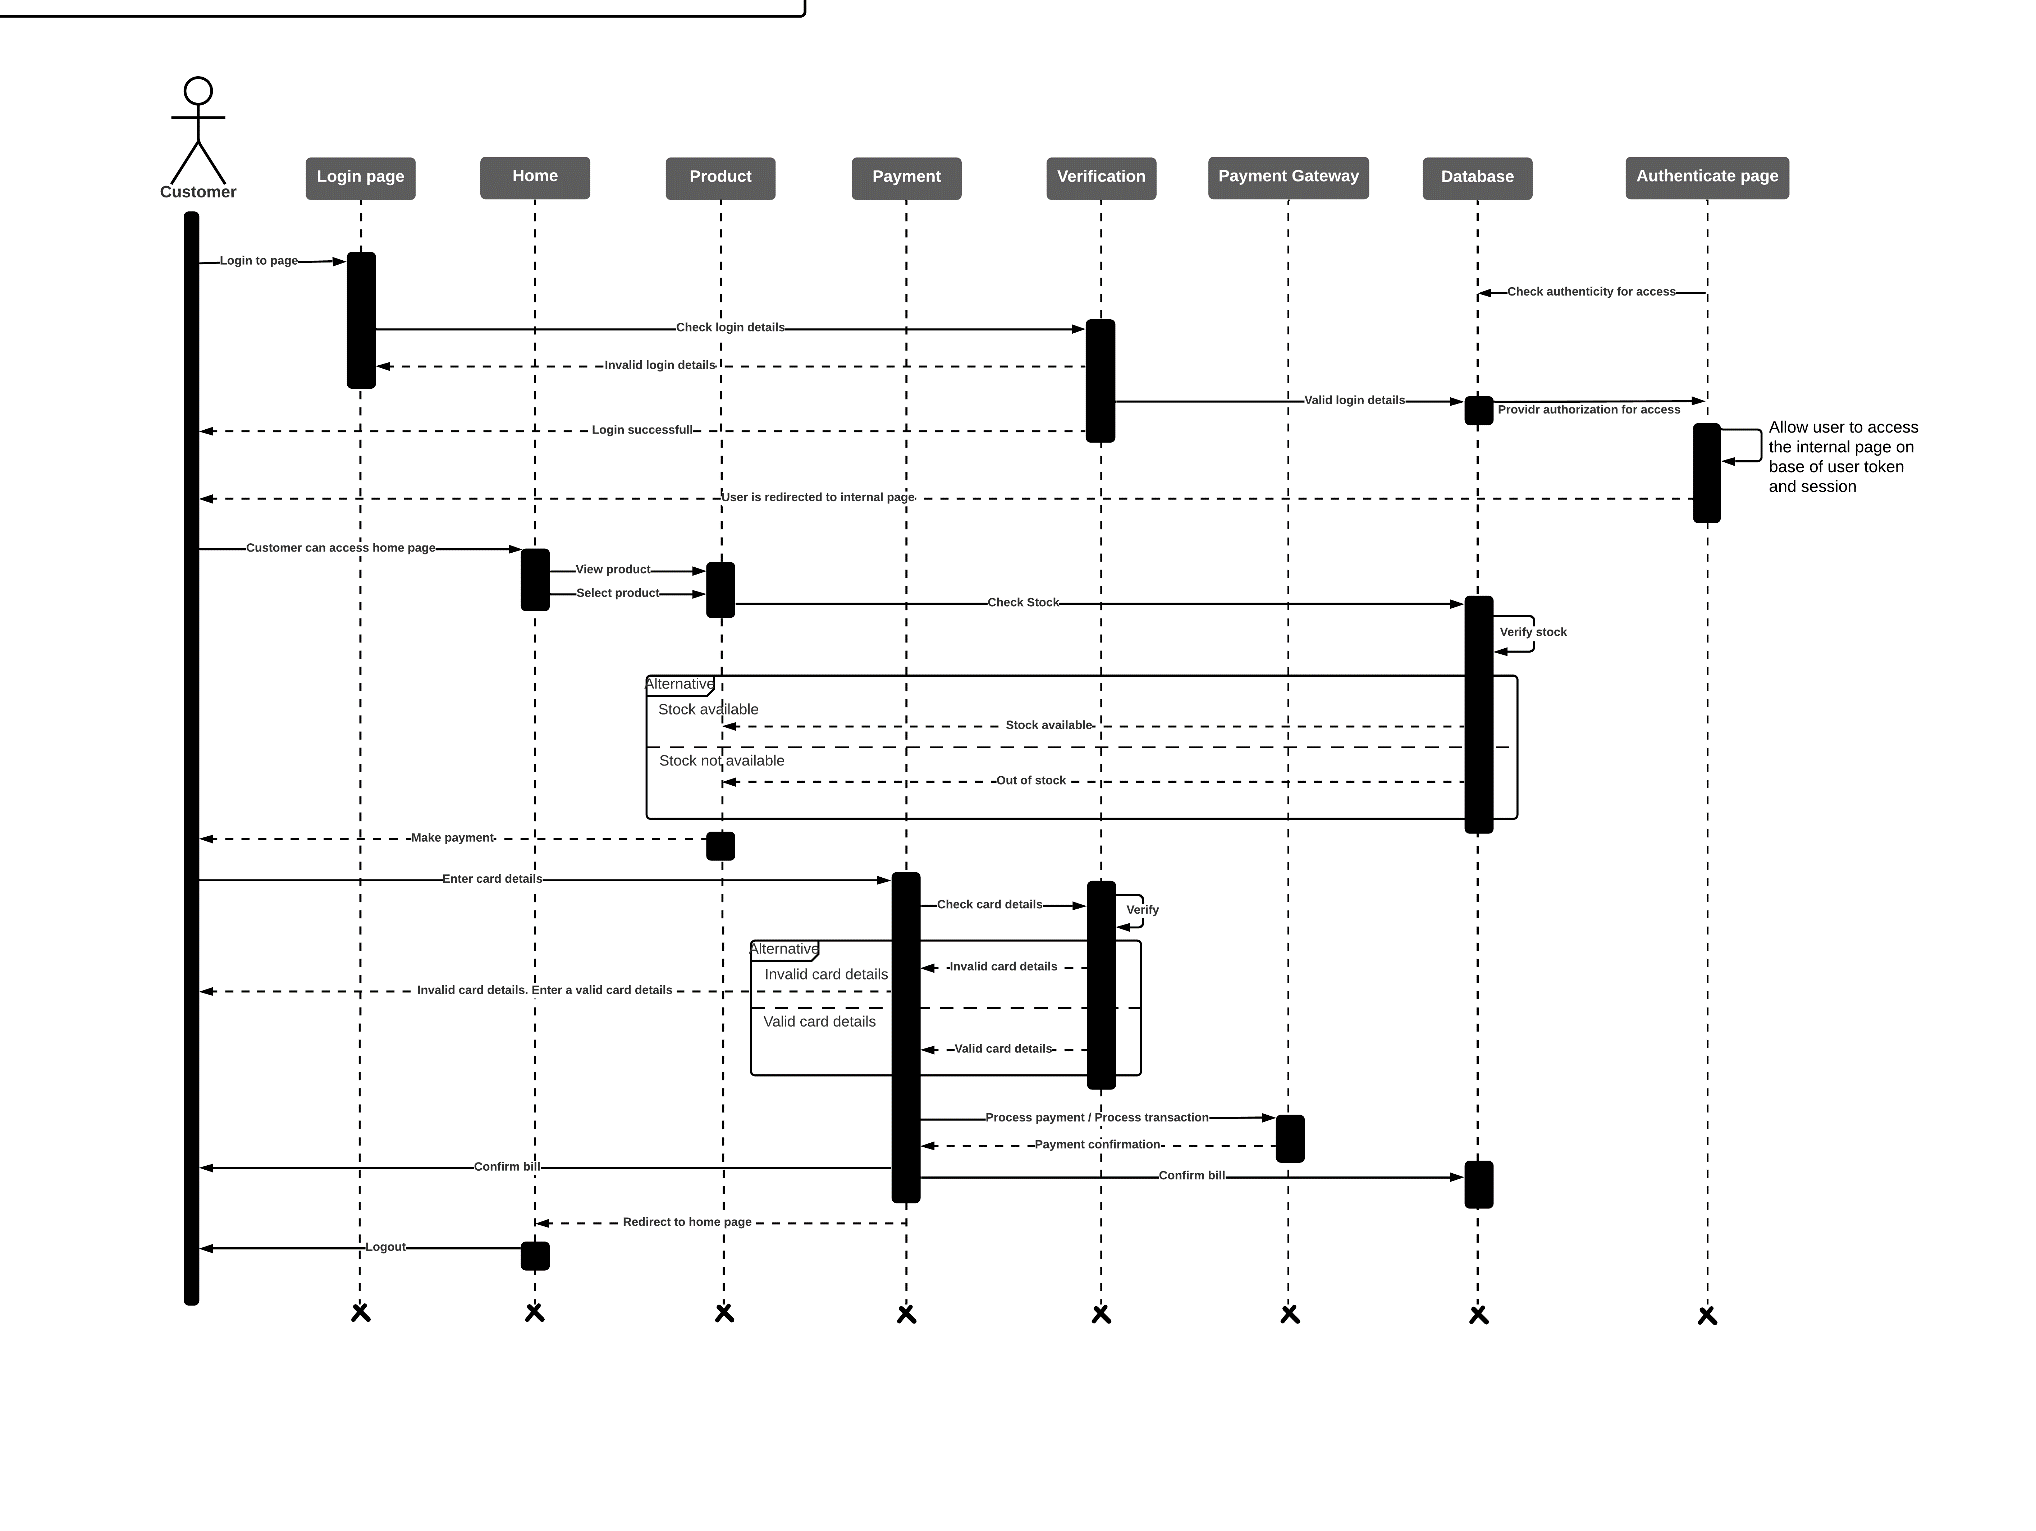 Customer
Login page
Home
Product
Payment
Verification
Payment Gateway
Database
Authenticate page
Login to page
Check authenticity for access
Check login details
Invalid login details
Valid login details
Providr authorization for access
Login successfull
Allow user to access
the internal page on
base of user token
and session
User is redirected to internal page
Customer can access home page
View product
Select product
Check Stock
Verify stock
Alternative
Stock available
Stock available
Stock not available
Out of stock
Make payment
Enter card details
Check card details
Verify
Alternative
Invalid card details
Invalid card details
Invalid card details. Enter a valid card details
Valid card details
Valid card details
Process payment / Process transaction
Payment confirmation
Confirm bill
Confirm bill
Redirect to home page
Logout